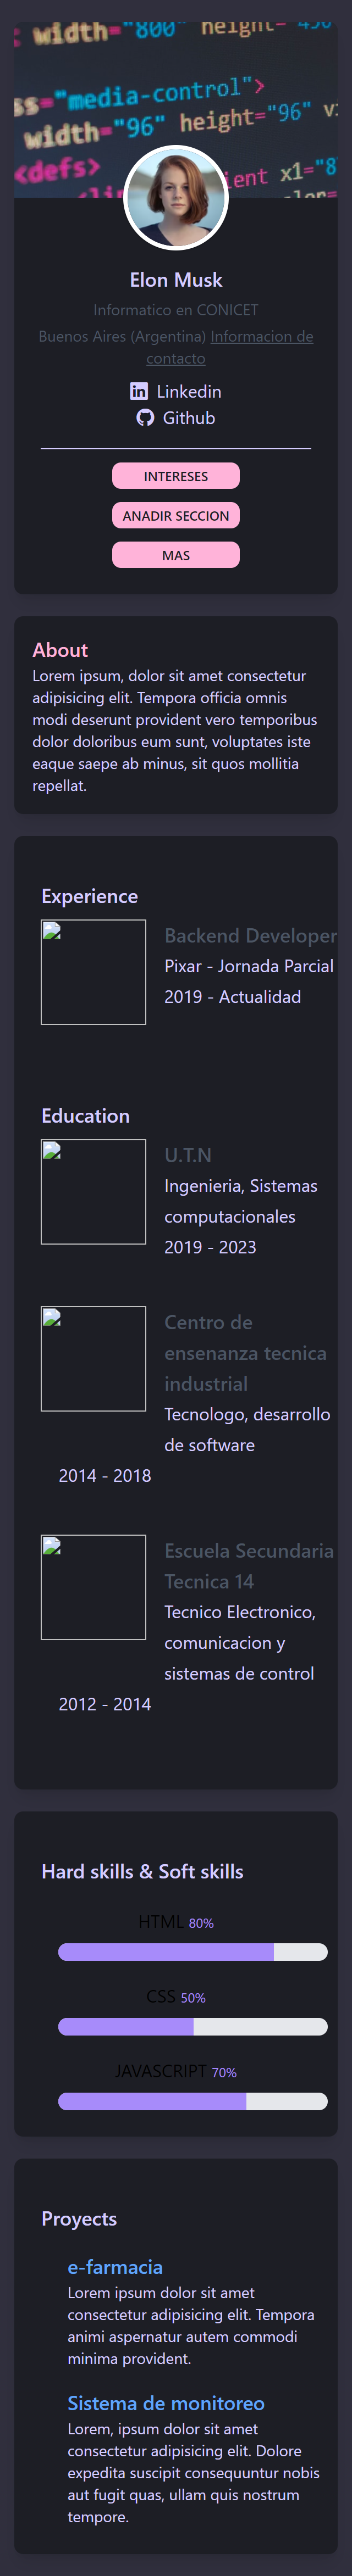 width="800" height="450"
ss="media-control">
width="96" height="96" v
<defs>
ient x1="8
Elon Musk
Informatico en CONICET
Buenos Aires (Argentina) Informacion de
contacto
Linkedin
Github
INTERESES
ANADIR SECCION
MAS
About
Lorem ipsum, dolor sit amet consectetur
adipisicing elit. Tempora officia omnis
modi deserunt provident vero temporibus
dolor doloribus eum sunt, voluptates iste
eaque saepe ab minus, sit quos mollitia
repellat.
Experience
Backend Developer
Pixar - Jornada Parcial
2019 - Actualidad
Education
U.T.N
Ingenieria, Sistemas
computacionales
2019 - 2023
Centro de
ensenanza tecnica
industrial
Tecnologo, desarrollo
de software
2014 - 2018
Escuela Secundaria
Tecnica 14
Tecnico Electronico,
comunicacion y
sistemas de control
2012 - 2014
Hard skills & Soft skills
HTML 80%
CSS 50%
JAVASCRIPT 70%
Proyects
e-farmacia
Lorem ipsum dolor sit amet
consectetur adipisicing elit. Tempora
animi aspernatur autem commodi
minima provident.
Sistema de monitoreo
Lorem, ipsum dolor sit amet
consectetur adipisicing elit. Dolore
expedita suscipit consequuntur nobis
aut fugit quas, ullam quis nostrum
tempore.